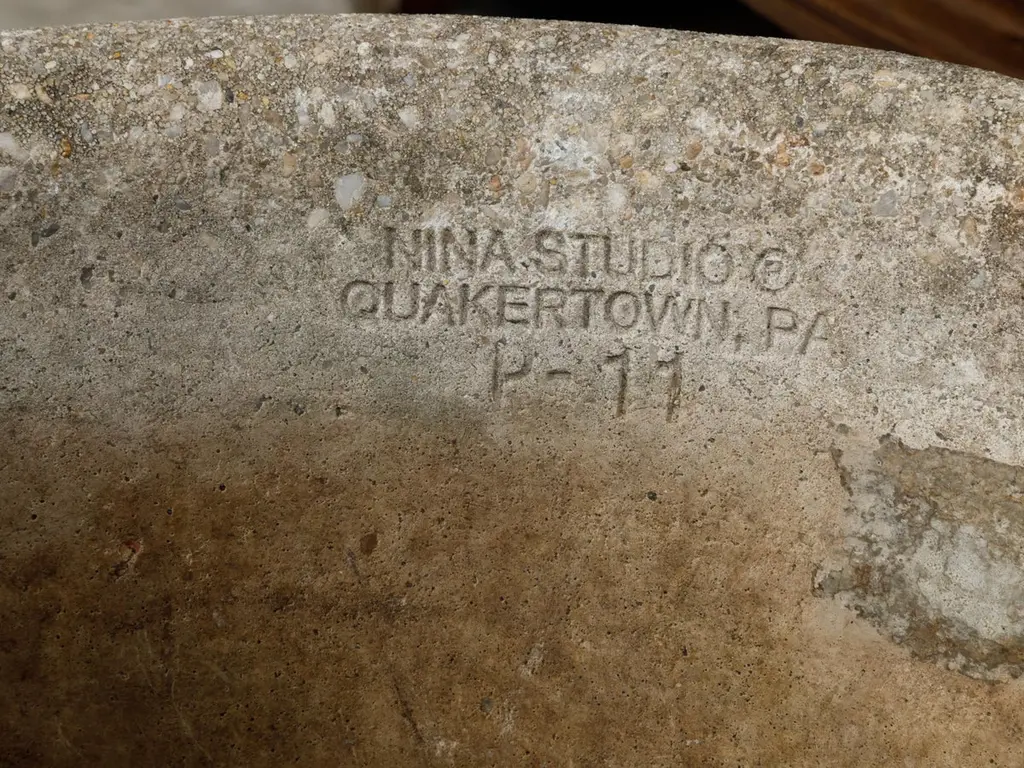 NINA STUDIO ©
QUAKERTOWN, PA
P-11